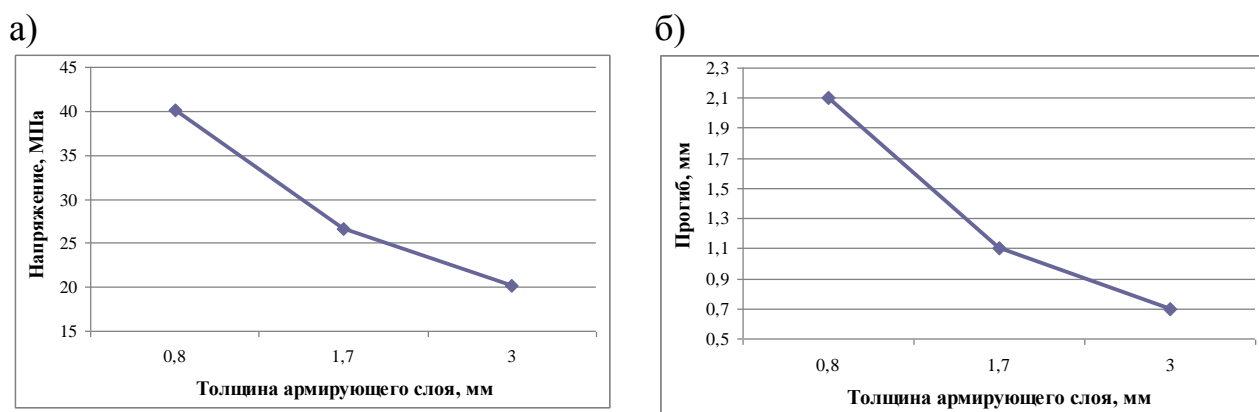 а)
45
40
35
30
25
20
15
Напряжение, МПа
0,8 1,7 3
Толщина армирующего слоя, мм
б)
2,3
2,1
1,9
1,7
1,5
1,3
1,1
0,9
0,7
0,5
Прогиб, мм
0,8 1,7 3
Толщина армирующего слоя, мм